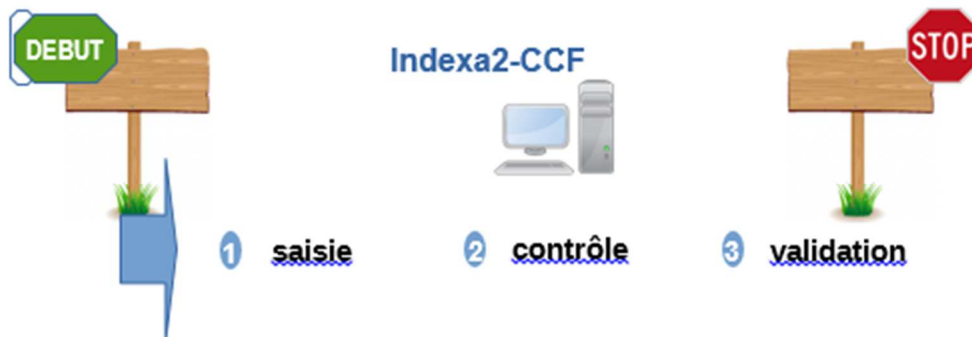 DEBUT
STOP
Indexa2-CCF
1 saisie 2 contrôle 3 validation